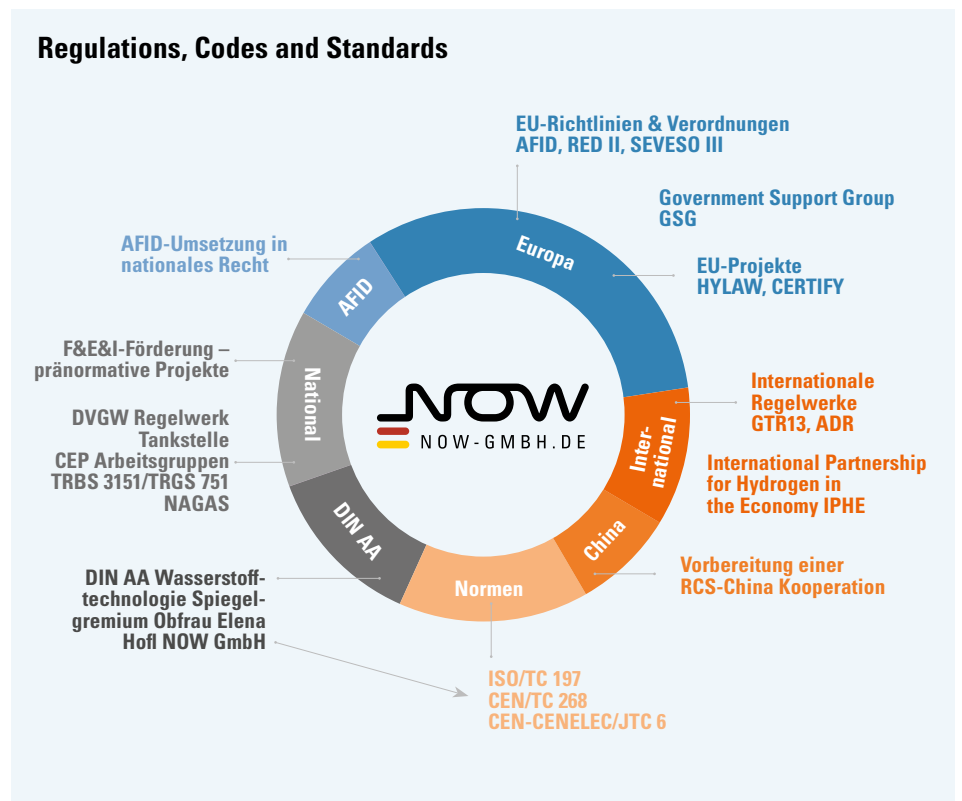 Regulations, Codes and Standards
EU-Richtlinien & Verordnungen
AFID, RED II, SEVESO III
Government Support Group
GSG
EU-Projekte
HYLAW, CERTIFY
Europa
AFID-Umsetzung in
nationales Recht
AFID
F&E&I-Förderung –
pränormative Projekte
DVGW Regelwerk
Tankstelle
CEP Arbeitsgruppen
TRBS 3151/TRGS 751
NAGAS
National
NOW
NOW-GMBH.DE
Inter-
national
Internationale
Regelwerke
GTR13, ADR
International Partnership
for Hydrogen in
the Economy IPHE
China
Vorbereitung einer
RCS-China Kooperation
DIN AA
DIN AA Wasserstoff-
technologie Spiegel-
gremium Obfrau Elena
Hofl NOW GmbH
Normen
ISO/TC 197
CEN/TC 268
CEN-CENELEC/JTC 6